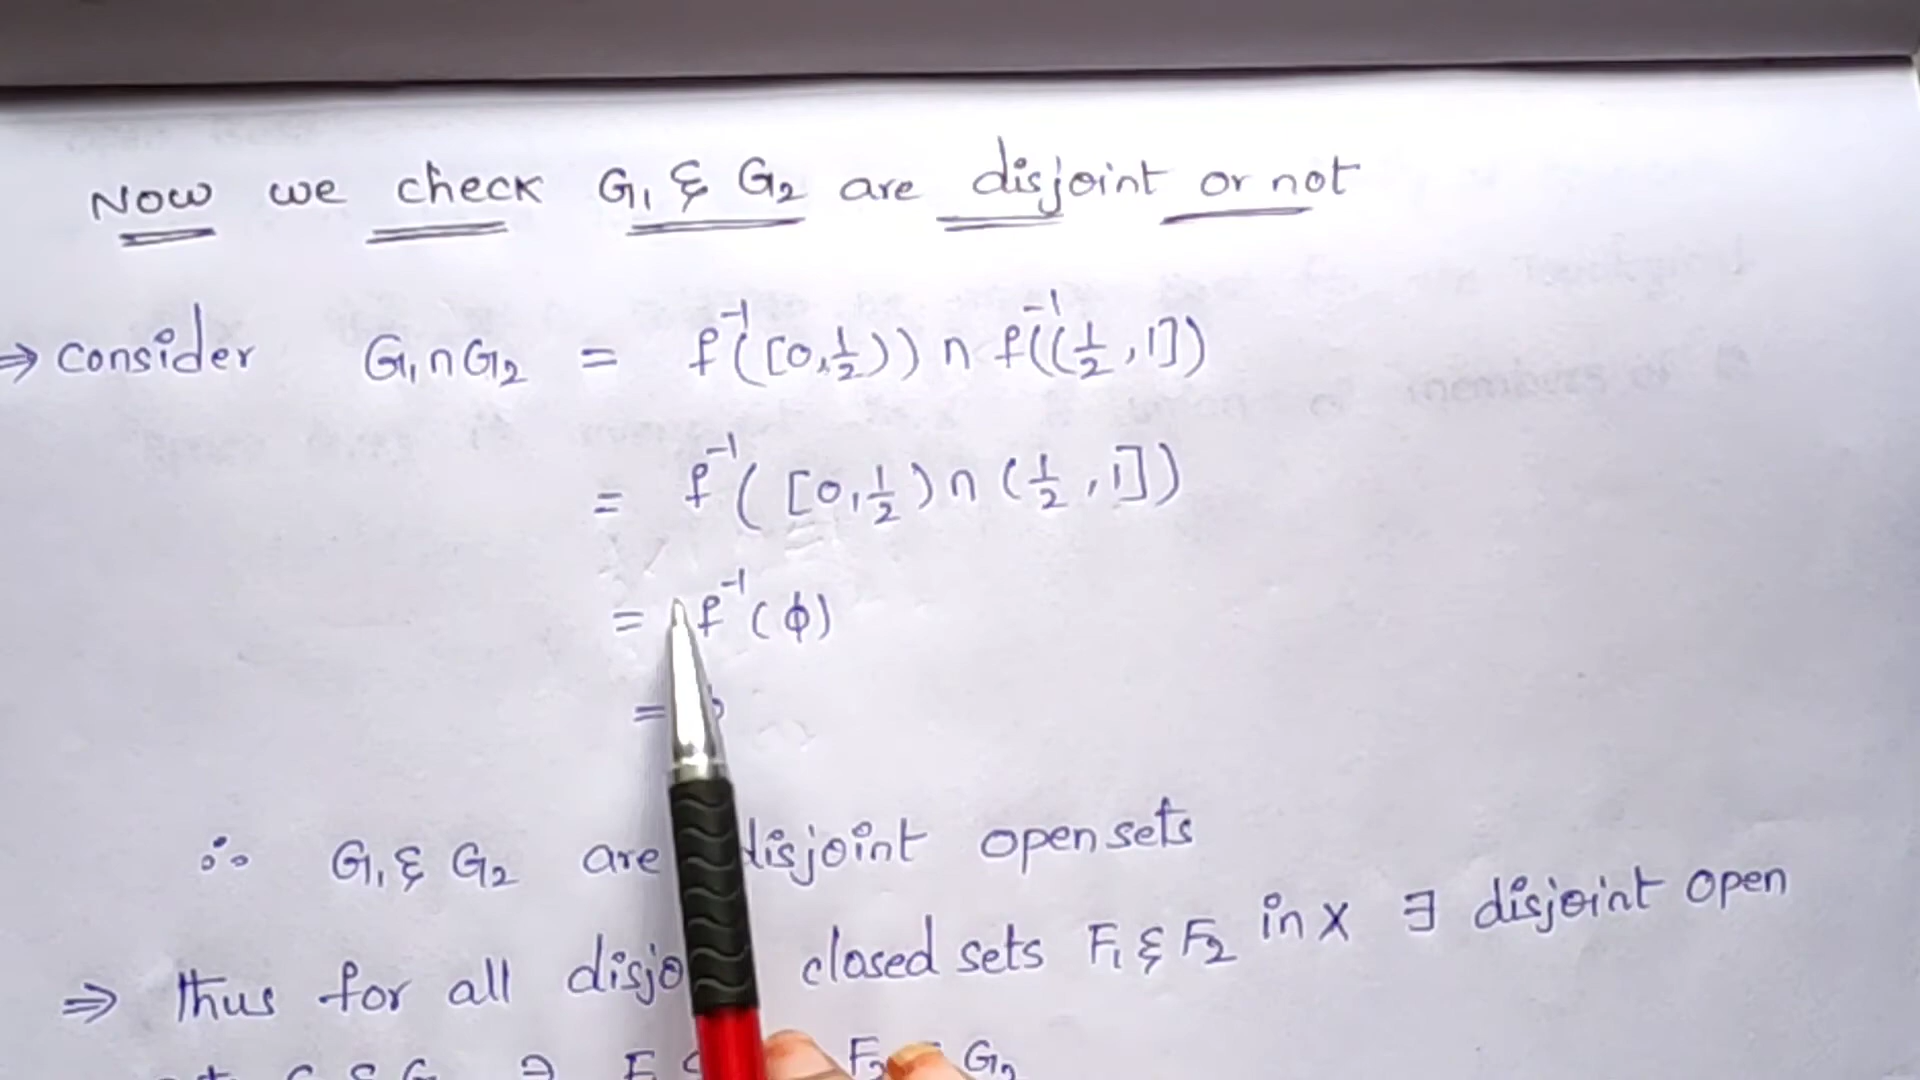 Now we check G₁ & G₂ are disjoint or not
⇒ consider G₁∩G₂ = f⁻¹([0,½)) ∩ f⁻¹((½,1])
= f⁻¹([0,½) ∩ (½,1])
= f⁻¹(ϕ)
=
∴ G₁ & G₂ are disjoint open sets
⇒ thus for all closed sets F₁ & F₂ in X ∃ disjoint open
G₂